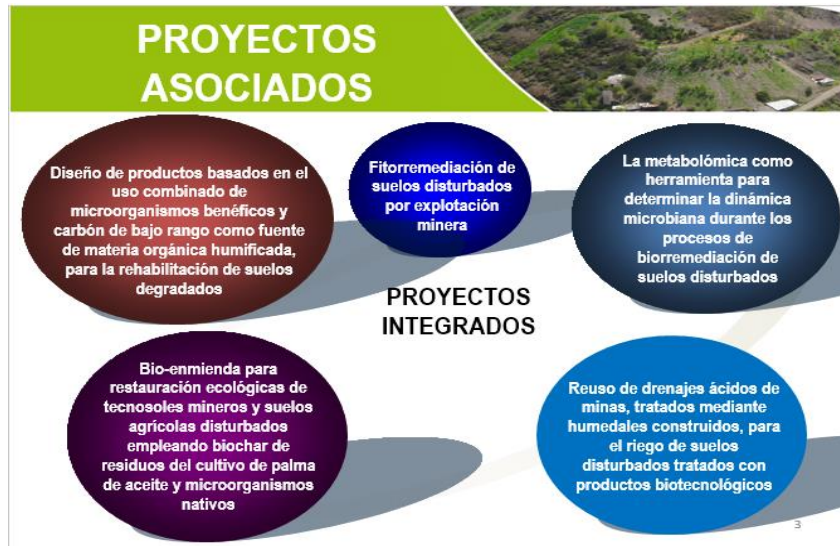 PROYECTOS
ASOCIADOS
Diseño de productos basados en el
uso combinado de
microorganismos benéficos y
carbón de bajo rango como fuente
de materia orgánica humificada,
para la rehabilitación de suelos
degradados
Fitorremediación de
suelos disturbados
por explotación
minera
La metabolómica como
herramienta para
determinar la dinámica
microbiana durante los
procesos de
biorremediación de
suelos disturbados
PROYECTOS
INTEGRADOS
Bio-enmienda para
restauración ecológicas de
tecnosoles mineros y suelos
agrícolas disturbados
empleando biochar de
residuos del cultivo de palma
de aceite y microorganismos
nativos
Reuso de drenajes ácidos de
minas, tratados mediante
humedales construidos, para
el riego de suelos
disturbados tratados con
productos biotecnológicos
3